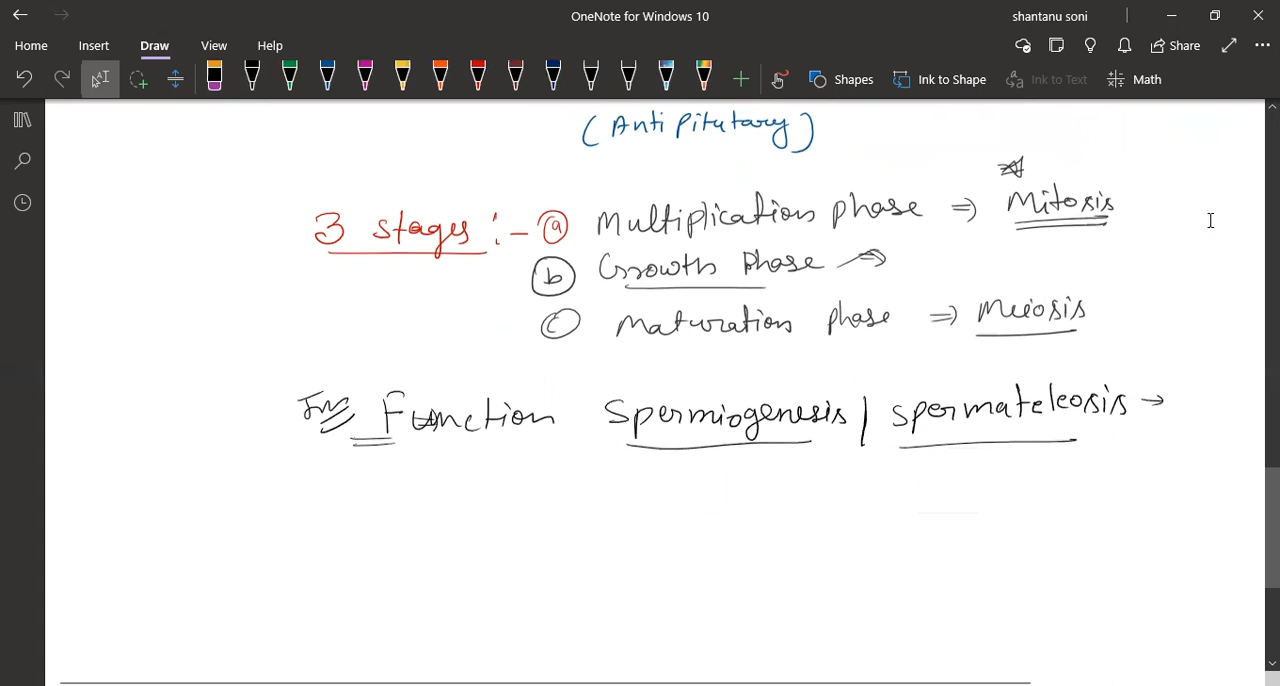 OneNote for Windows 10
shantanu soni
Home Insert Draw View Help
Share
Shapes Ink to Shape Ink to Text Math
(Anti Pitutary)
3 stages :- (a) Multiplication phase ⇒ Mitosis
(b) Growth phase ⇒
(c) Maturation phase ⇒ Meiosis
Function Spermiogenesis | Spermateleosis →